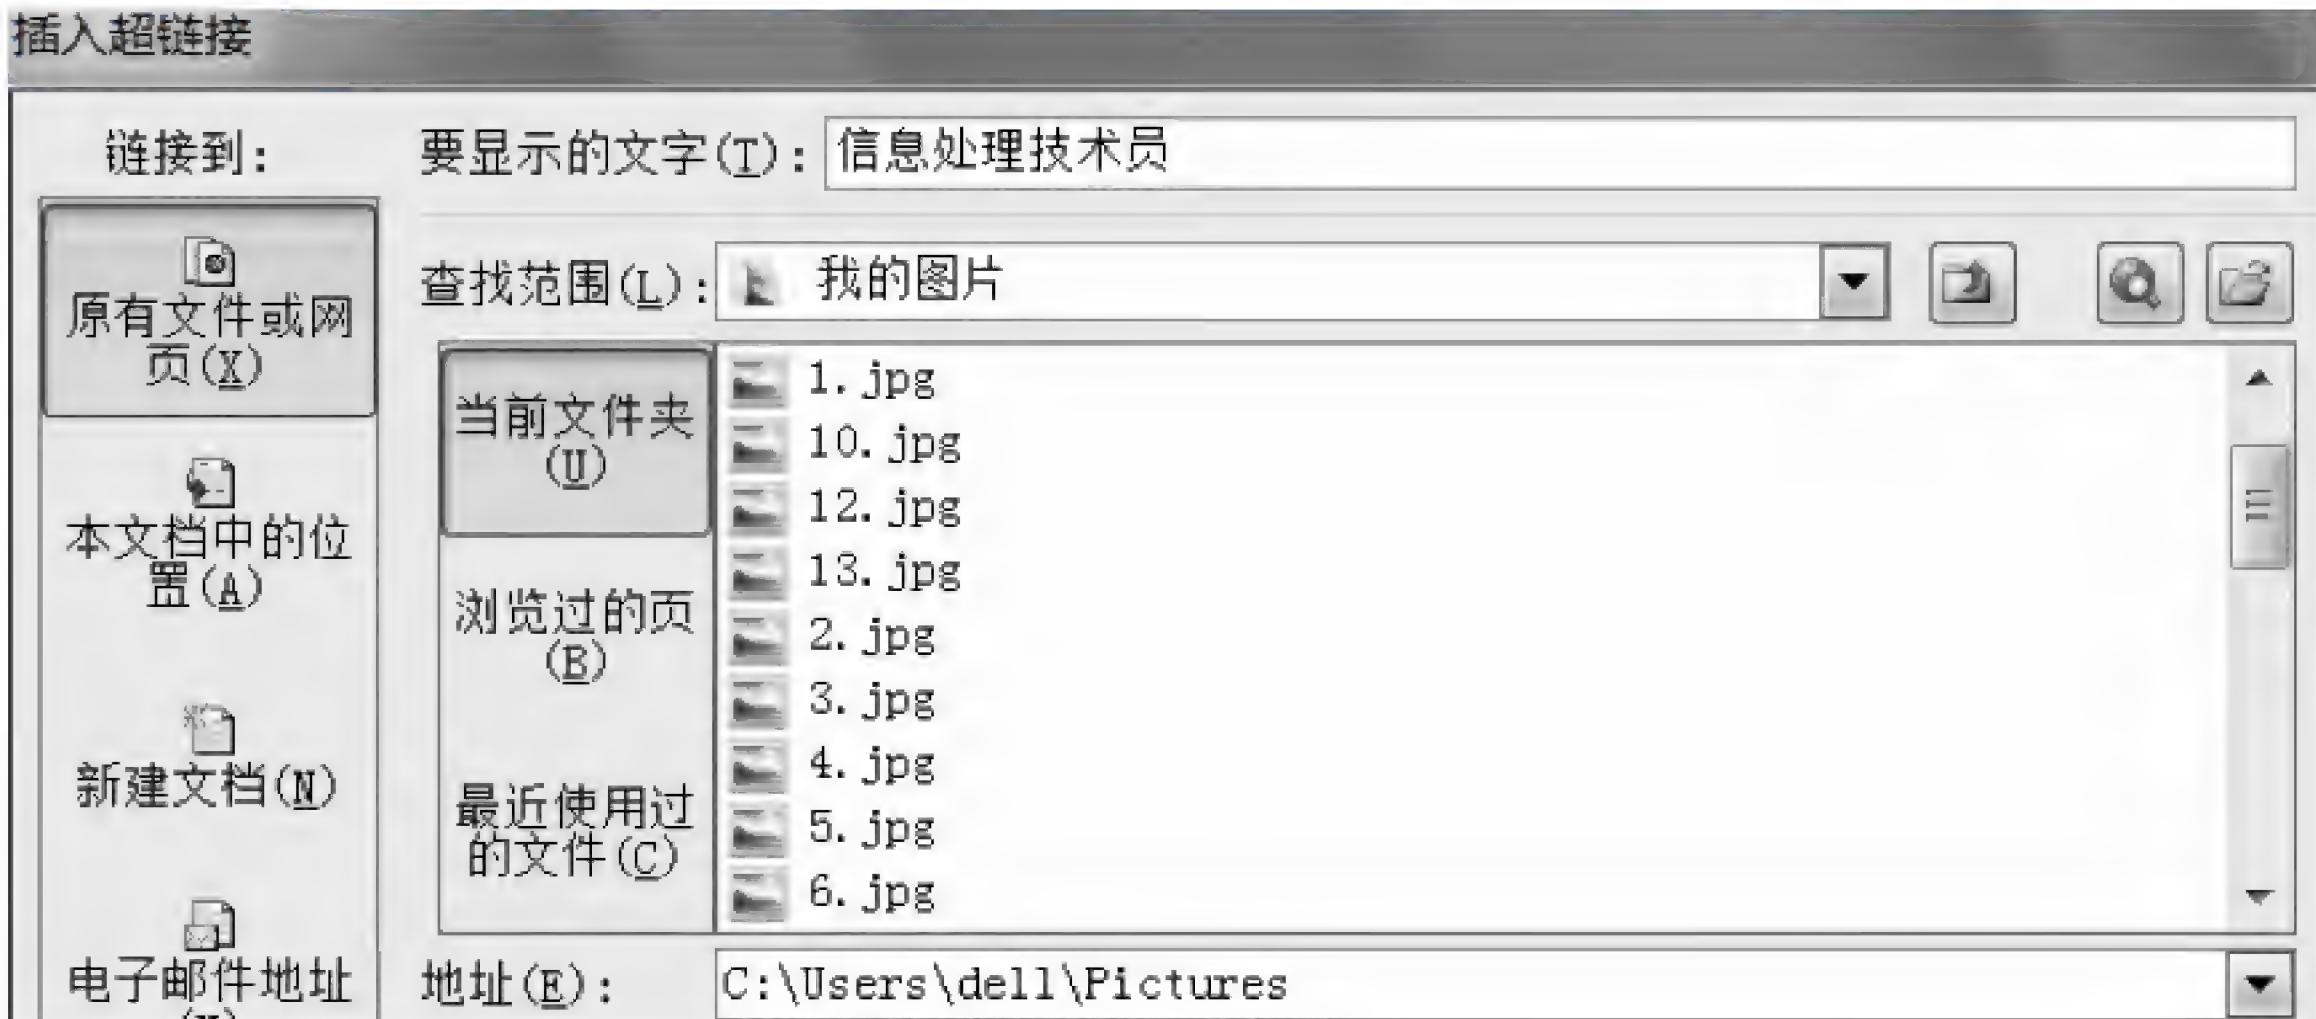 插入超链接
链接到:
要显示的文字(T): 信息处理技术员
原有文件或网
页(X)
查找范围(L): 我的图片
当前文件夹
(U)
1.jpg
10.jpg
12.jpg
13.jpg
2.jpg
3.jpg
4.jpg
5.jpg
6.jpg
本文档中的位
置(A)
浏览过的页
(B)
新建文档(N)
最近使用过
的文件(C)
电子邮件地址
地址(E): C:\Users\dell\Pictures